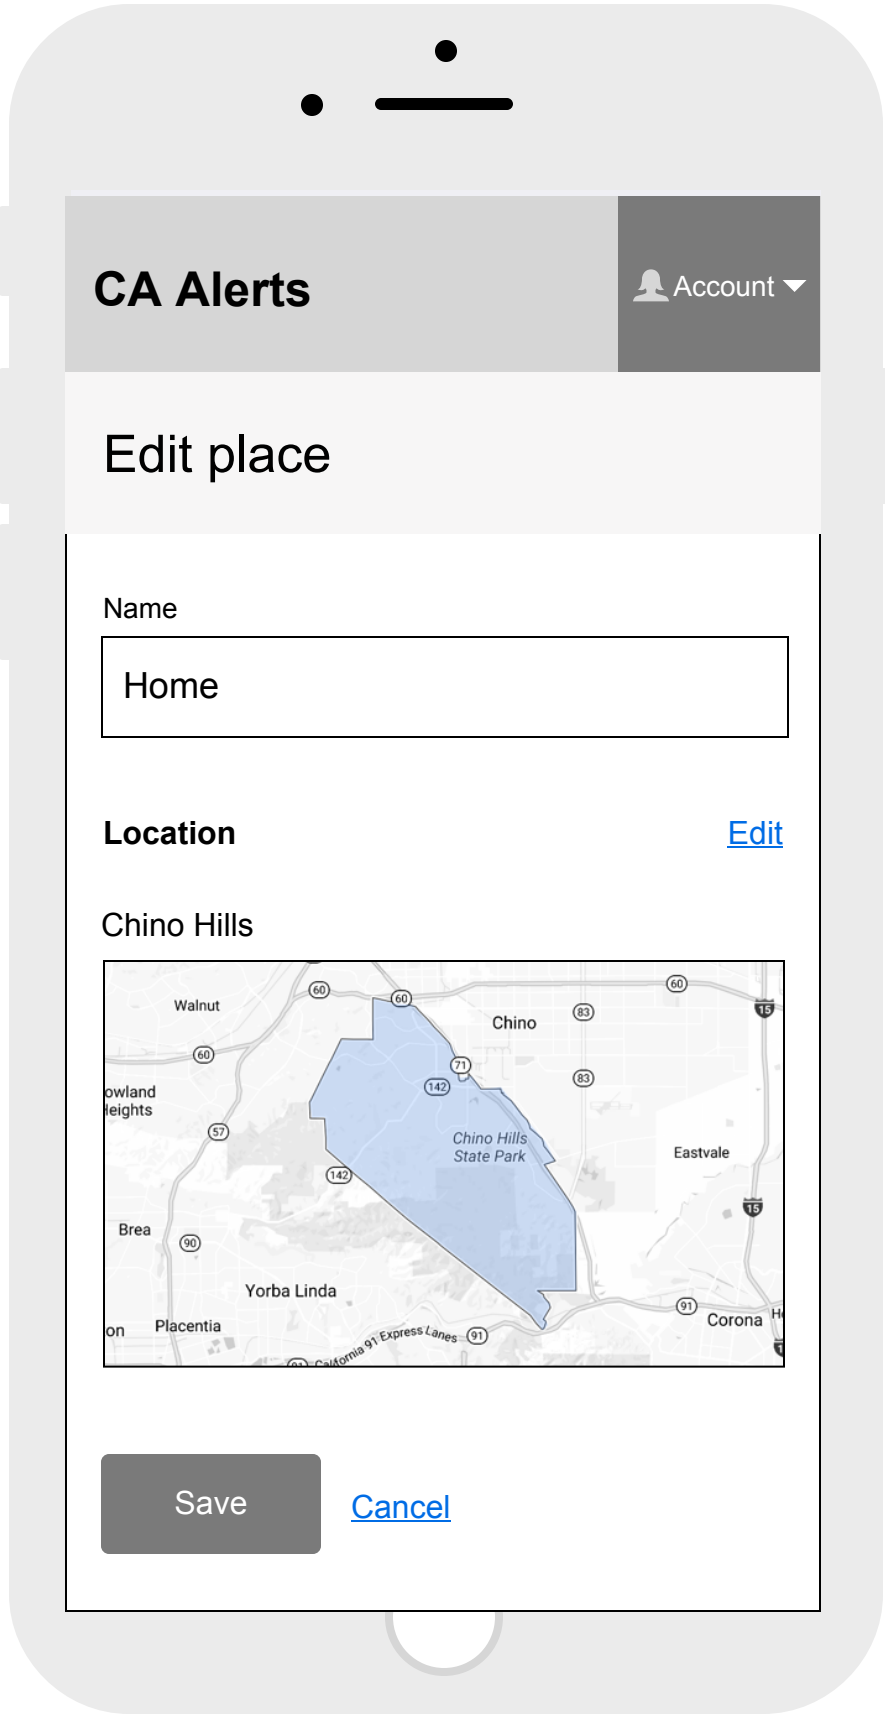 CA Alerts
Account
Edit place
Name
Home
Location
Edit
Chino Hills
60
60
60
Walnut
15
83
Chino
60
71
83
142
owland
Heights
57
Chino Hills
State Park
Eastvale
142
15
Brea
90
Yorba Linda
91
Corona
Placentia
on
California 91 Express Lanes
91
91
Save
Cancel